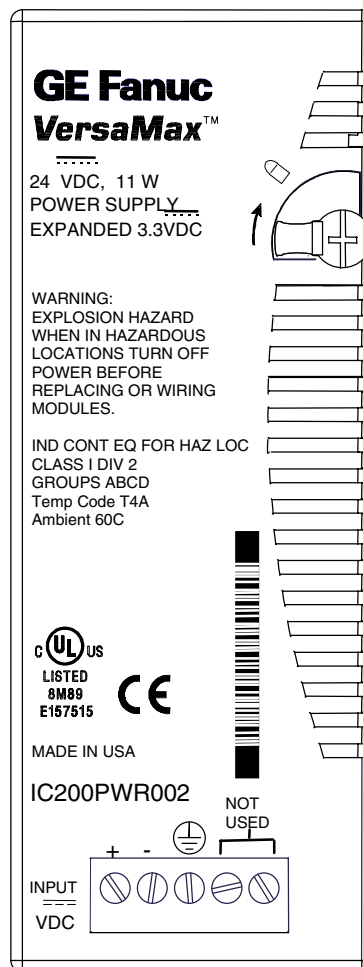 GE Fanuc
VersaMax™
24 VDC, 11 W
POWER SUPPLY
EXPANDED 3.3VDC
WARNING:
EXPLOSION HAZARD
WHEN IN HAZARDOUS
LOCATIONS TURN OFF
POWER BEFORE
REPLACING OR WIRING
MODULES.
IND CONT EQ FOR HAZ LOC
CLASS I DIV 2
GROUPS ABCD
Temp Code T4A
Ambient 60C
C UL US
LISTED
8M89
E157515
CE
MADE IN USA
IC200PWR002
NOT
USED
+ -
INPUT
VDC